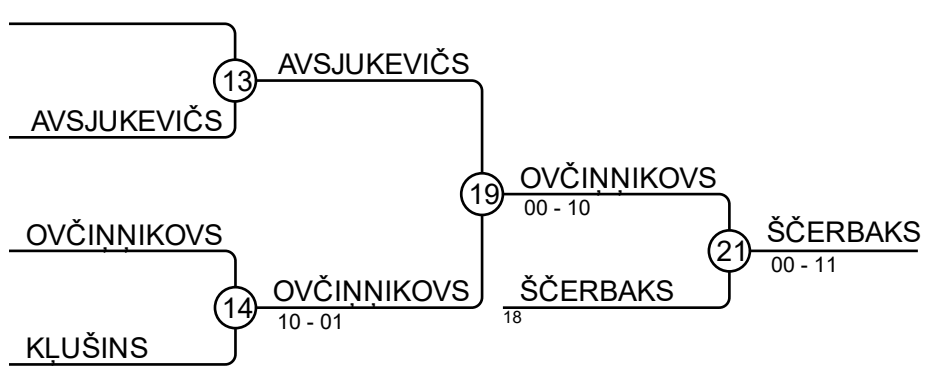 13
AVSJUKEVIČS
AVSJUKEVIČS
19
OVČIŅŅIKOVS
00 - 10
OVČIŅŅIKOVS
21
ŠČERBAKS
00 - 11
14
OVČIŅŅIKOVS
10 - 01
ŠČERBAKS
18
KĻUŠINS